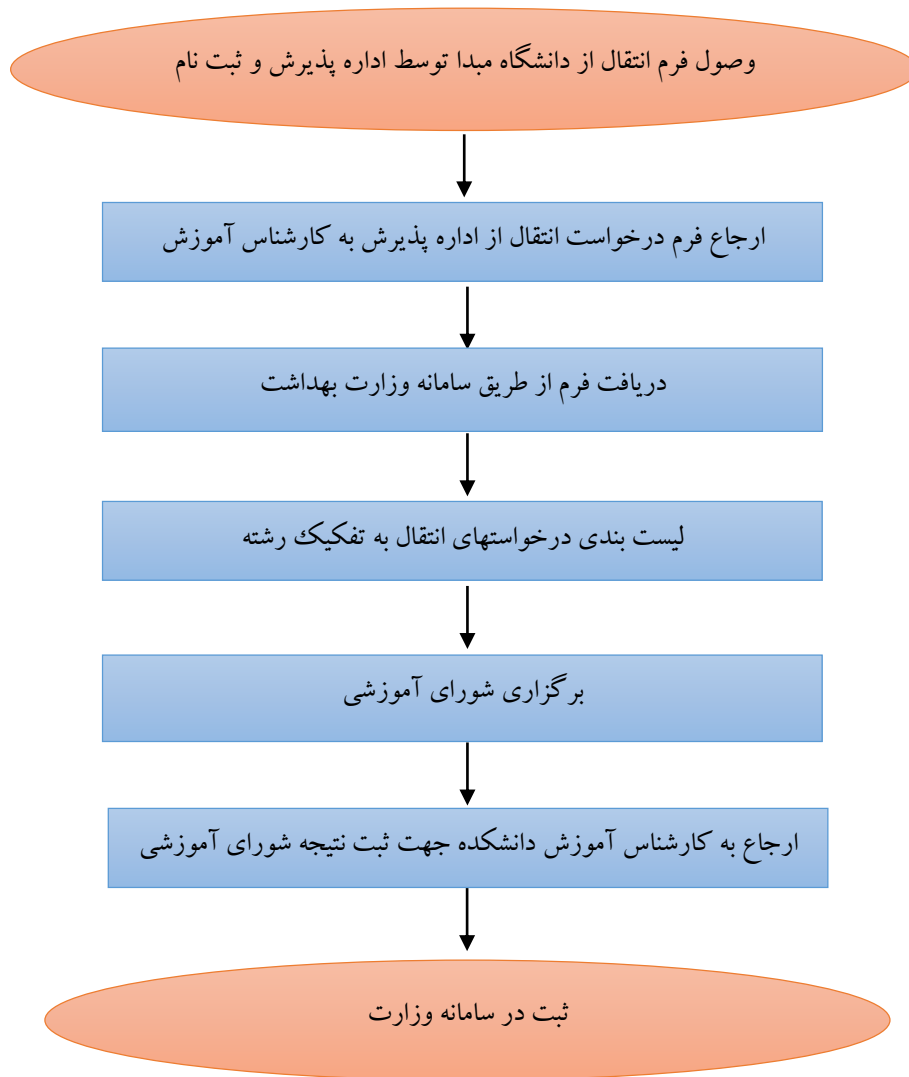 وصول فرم انتقال از دانشگاه مبدا توسط اداره پذیرش و ثبت نام
ارجاع فرم درخواست انتقال از اداره پذیرش به کارشناس آموزش
دریافت فرم از طریق سامانه وزارت بهداشت
لیست بندی درخواستهای انتقال به تفکیک رشته
برگزاری شورای آموزشی
ارجاع به کارشناس آموزش دانشکده جهت ثبت نتیجه شورای آموزشی
ثبت در سامانه وزارت